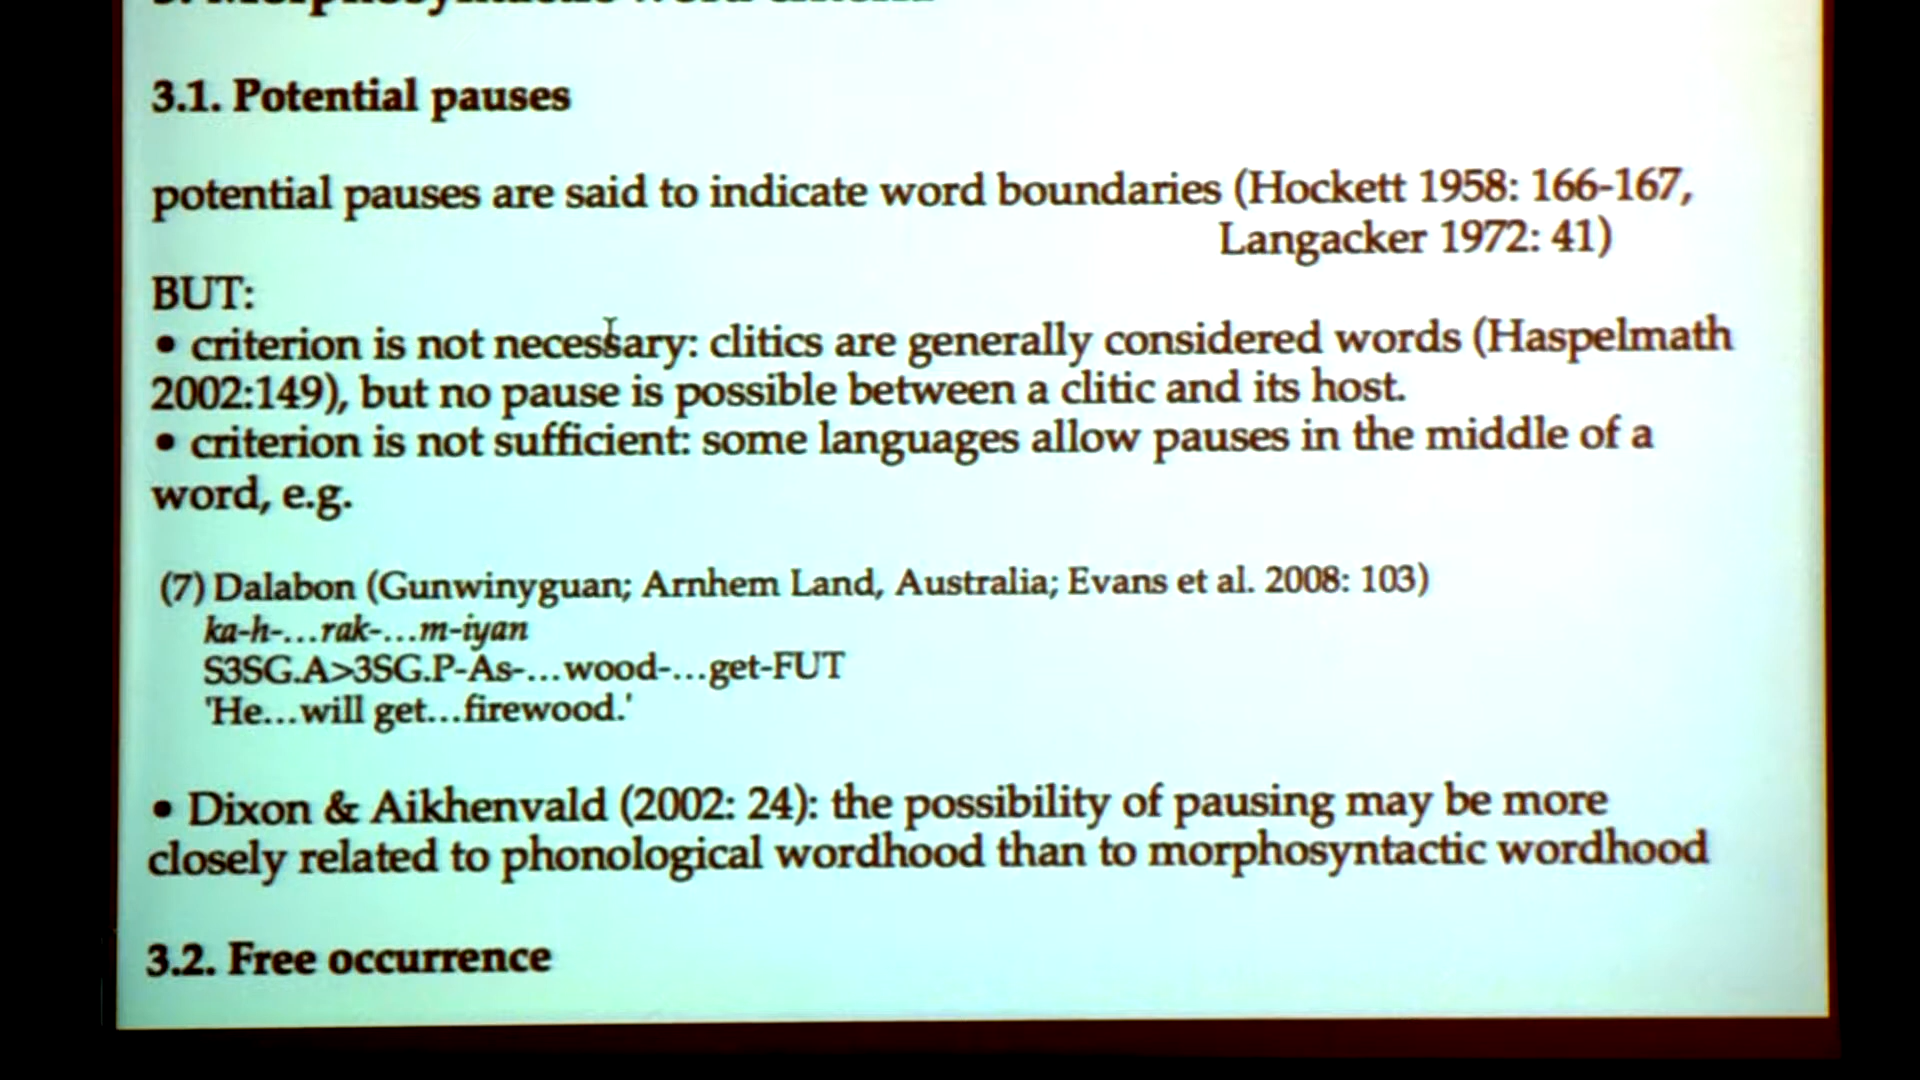 3. Morphosyntactic word criteria
3.1. Potential pauses
potential pauses are said to indicate word boundaries (Hockett 1958: 166-167,
Langacker 1972: 41)
BUT:
• criterion is not necessary: clitics are generally considered words (Haspelmath
2002:149), but no pause is possible between a clitic and its host.
• criterion is not sufficient: some languages allow pauses in the middle of a
word, e.g.
(7) Dalabon (Gunwinyguan; Arnhem Land, Australia; Evans et al. 2008: 103)
ka-h-…rak-…m-iyan
S3SG.A>3SG.P-As-…wood-…get-FUT
'He…will get…firewood.'
• Dixon & Aikhenvald (2002: 24): the possibility of pausing may be more
closely related to phonological wordhood than to morphosyntactic wordhood
3.2. Free occurrence